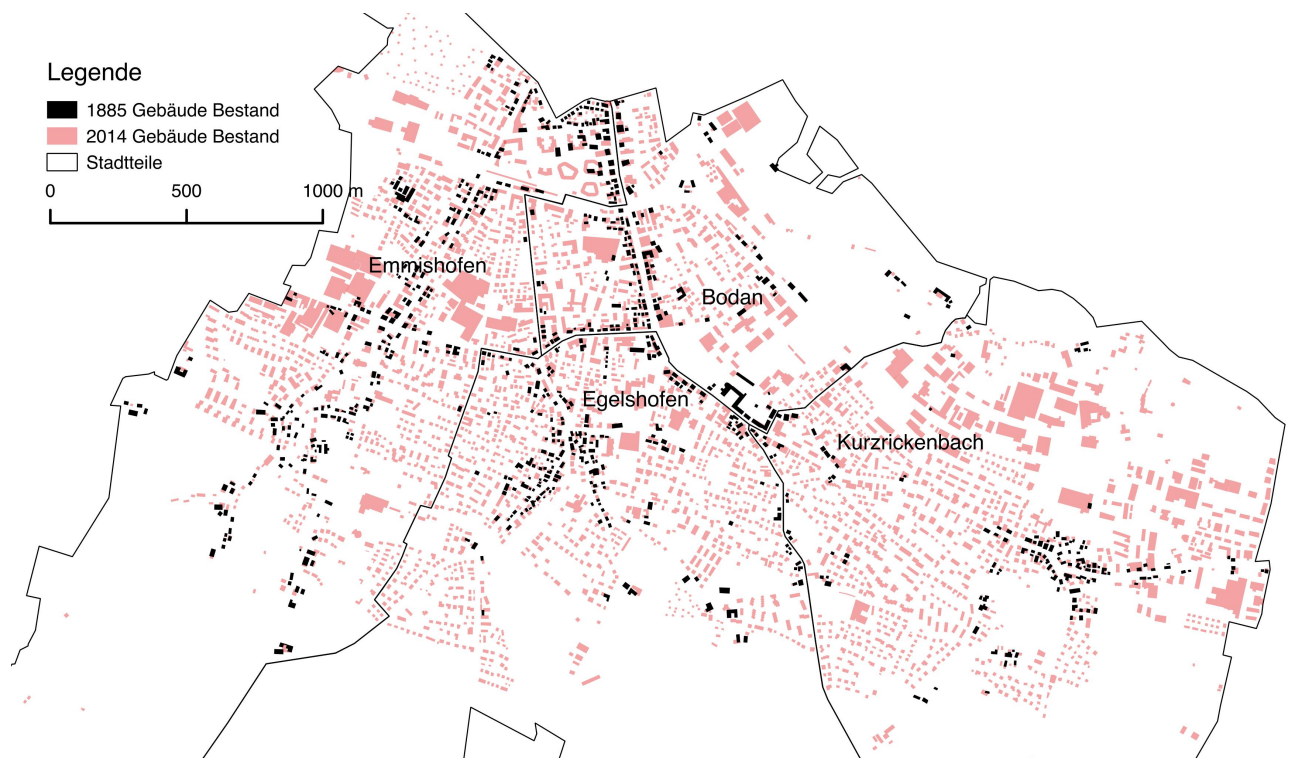 Legende
1885 Gebäude Bestand
2014 Gebäude Bestand
Stadtteile
0 500 1000 m
Emmishofen
Bodan
Egelshofen
Kurzrickenbach